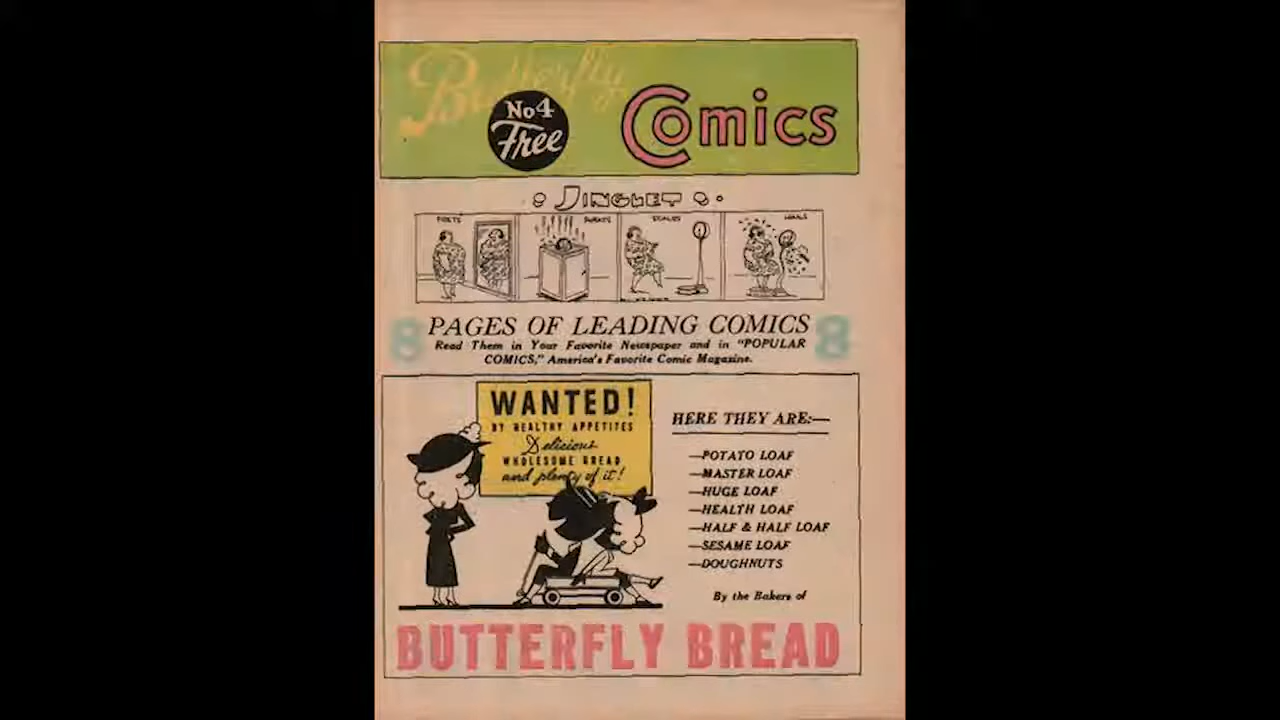 Butterfly
No 4
Free
Comics
JINGLET
SCALES
8 PAGES OF LEADING COMICS 8
Read Them in Your Favorite Newspaper and in "POPULAR
COMICS," America's Favorite Comic Magazine.
WANTED!
BY HEALTHY APPETITES
Delicious
WHOLESOME BREAD
and plenty of it!
HERE THEY ARE:—
—POTATO LOAF
—MASTER LOAF
—HUGE LOAF
—HEALTH LOAF
—HALF & HALF LOAF
—SESAME LOAF
—DOUGHNUTS
By the Bakers of
BUTTERFLY BREAD